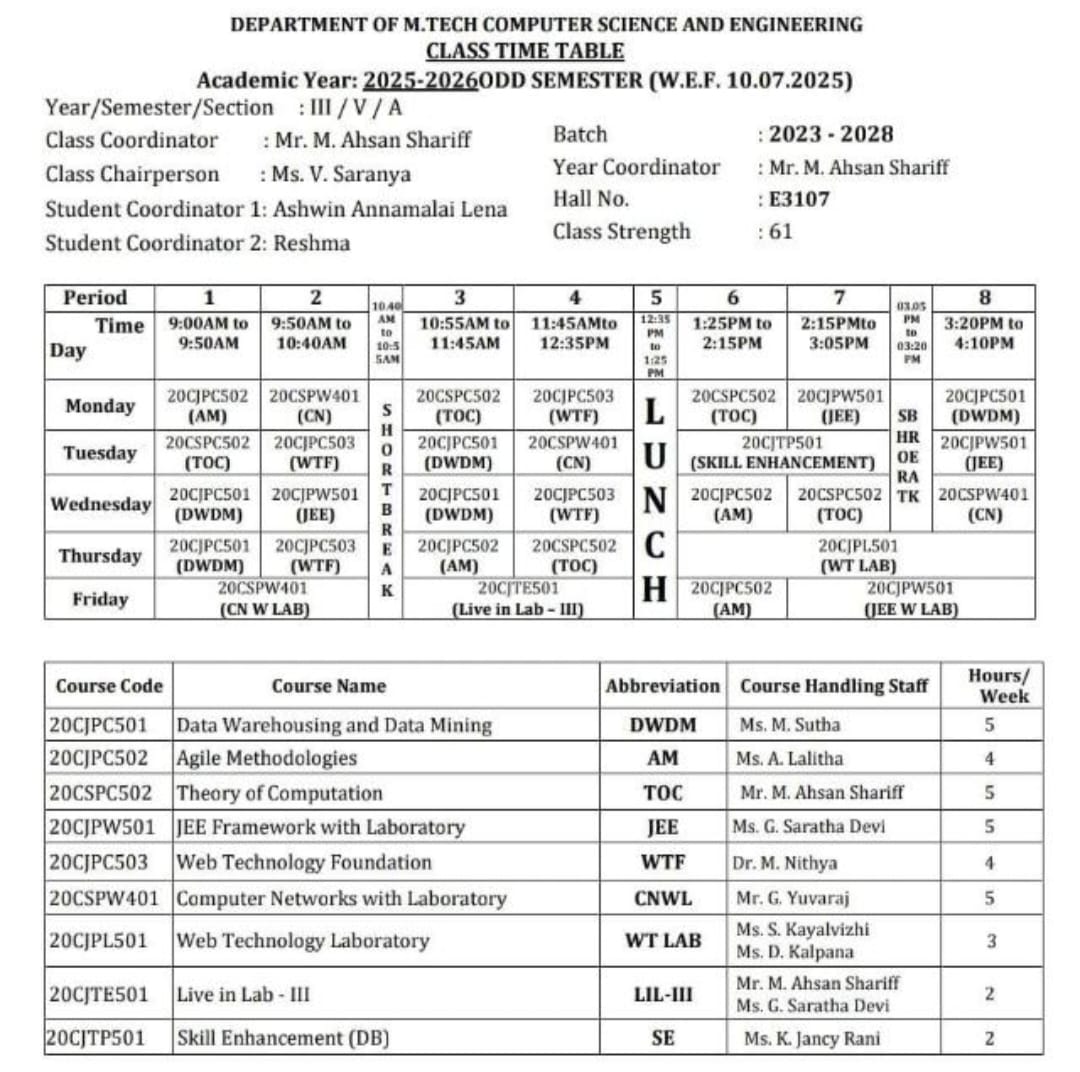 DEPARTMENT OF M.TECH COMPUTER SCIENCE AND ENGINEERING
CLASS TIME TABLE
Academic Year: 2025-2026ODD SEMESTER (W.E.F. 10.07.2025)
Year/Semester/Section : III / V / A
Class Coordinator : Mr. M. Ahsan Shariff
Class Chairperson : Ms. V. Saranya
Student Coordinator 1: Ashwin Annamalai Lena
Student Coordinator 2: Reshma
Batch : 2023 - 2028
Year Coordinator : Mr. M. Ahsan Shariff
Hall No. : E3107
Class Strength : 61
Period 1 2 10.40 AM to 10:5 5AM 3 4 5 6 7 03.05 PM to 03:20 PM 8
Time Day 9:00AM to 9:50AM 9:50AM to 10:40AM 10:55AM to 11:45AM 11:45AMto 12:35PM 12:35 PM to 1:25 PM 1:25PM to 2:15PM 2:15PMto 3:05PM 3:20PM to 4:10PM
Monday 20CJPC502 (AM) 20CSPW401 (CN) 20CSPC502 (TOC) 20CJPC503 (WTF) 20CSPC502 (TOC) 20CJPW501 (JEE) 20CJPC501 (DWDM)
Tuesday 20CSPC502 (TOC) 20CJPC503 (WTF) 20CJPC501 (DWDM) 20CSPW401 (CN) 20CJTP501 (SKILL ENHANCEMENT) 20CJPW501 (JEE)
Wednesday 20CJPC501 (DWDM) 20CJPW501 (JEE) 20CJPC501 (DWDM) 20CJPC503 (WTF) 20CJPC502 (AM) 20CSPC502 (TOC) 20CSPW401 (CN)
Thursday 20CJPC501 (DWDM) 20CJPC503 (WTF) 20CJPC502 (AM) 20CSPC502 (TOC) 20CJPL501 (WT LAB)
Friday 20CSPW401 (CN W LAB) 20CJTE501 (Live in Lab – III) 20CJPC502 (AM) 20CJPW501 (JEE W LAB)
S H O R T B R E A K
L U N C H
SB HR OE RA TK
Course Code Course Name Abbreviation Course Handling Staff Hours/ Week
20CJPC501 Data Warehousing and Data Mining DWDM Ms. M. Sutha 5
20CJPC502 Agile Methodologies AM Ms. A. Lalitha 4
20CSPC502 Theory of Computation TOC Mr. M. Ahsan Shariff 5
20CJPW501 JEE Framework with Laboratory JEE Ms. G. Saratha Devi 5
20CJPC503 Web Technology Foundation WTF Dr. M. Nithya 4
20CSPW401 Computer Networks with Laboratory CNWL Mr. G. Yuvaraj 5
20CJPL501 Web Technology Laboratory WT LAB Ms. S. Kayalvizhi Ms. D. Kalpana 3
20CJTE501 Live in Lab - III LIL-III Mr. M. Ahsan Shariff Ms. G. Saratha Devi 2
20CJTP501 Skill Enhancement (DB) SE Ms. K. Jancy Rani 2